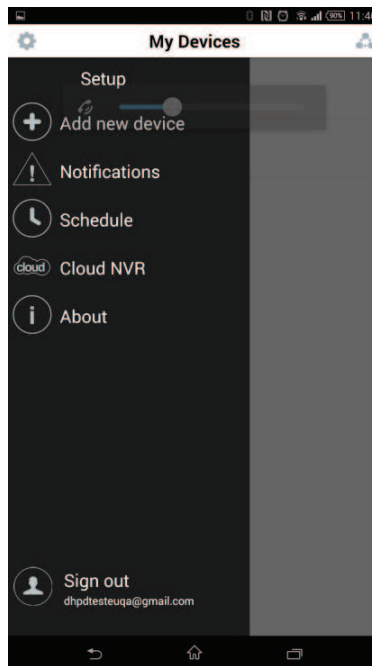 90% 11:46
My Devices
Setup
Add new device
Notifications
Schedule
cloud Cloud NVR
About
Sign out
dhpdtesteuqa@gmail.com